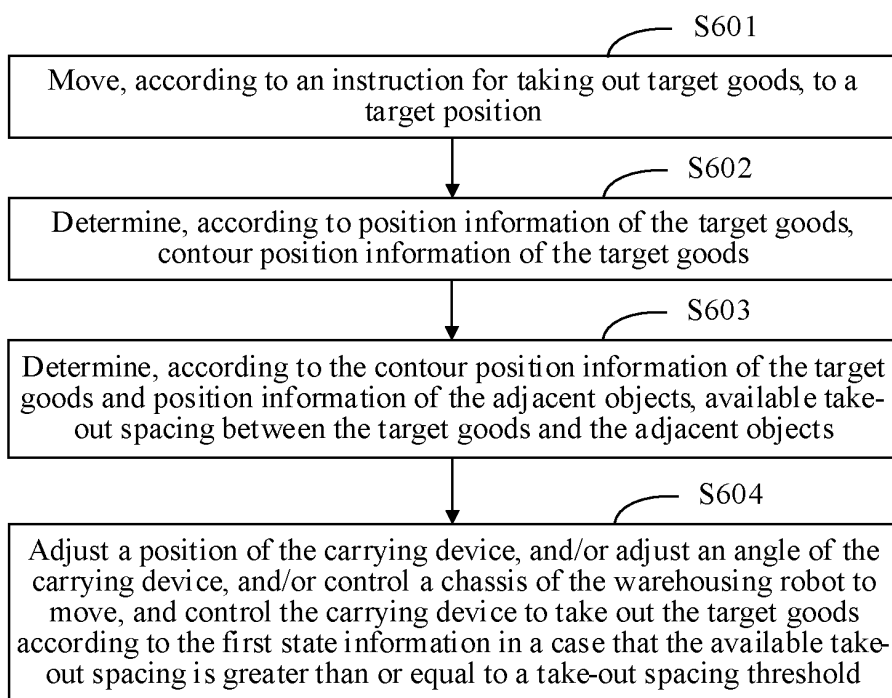 S601
Move, according to an instruction for taking out target goods, to a
target position
S602
Determine, according to position information of the target goods,
contour position information of the target goods
S603
Determine, according to the contour position information of the target
goods and position information of the adjacent objects, available take-
out spacing between the target goods and the adjacent objects
S604
Adjust a position of the carrying device, and/or adjust an angle of the
carrying device, and/or control a chassis of the warehousing robot to
move, and control the carrying device to take out the target goods
according to the first state information in a case that the available take-
out spacing is greater than or equal to a take-out spacing threshold